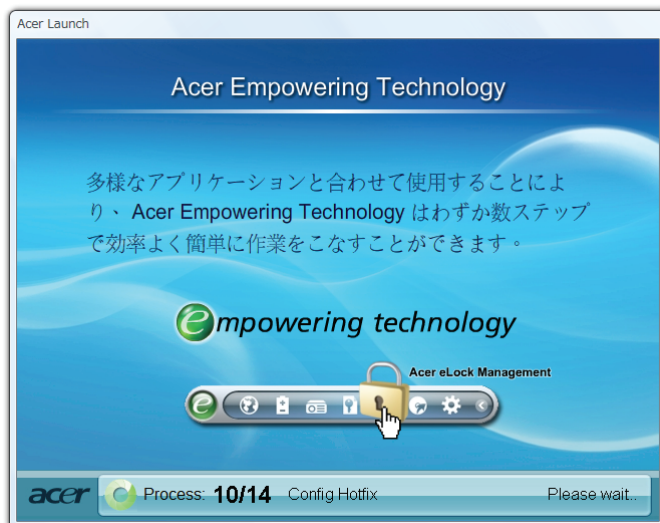 Acer Launch
Acer Empowering Technology
多様なアプリケーションと合わせて使用することによ
り、 Acer Empowering Technology はわずか数ステップ
で効率よく簡単に作業をこなすことができます。
empowering technology
Acer eLock Management
e
acer Process: 10/14 Config Hotfix Please wait..